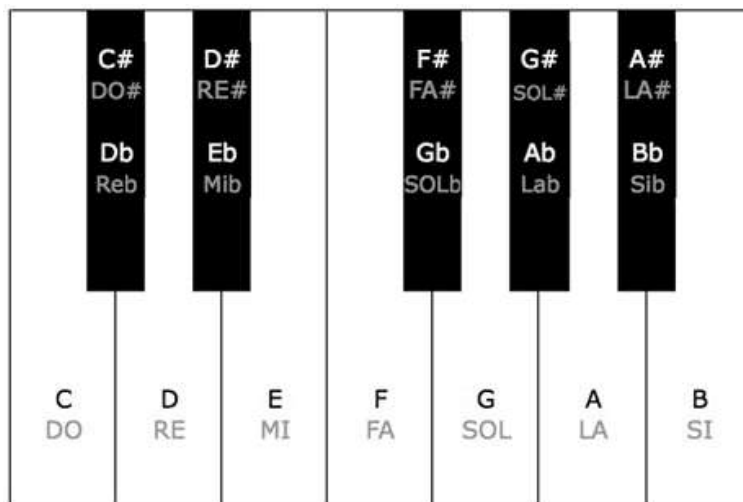 C# D# F# G# A#
DO# RE# FA# SOL# LA#
Db Eb Gb Ab Bb
Reb Mib SOLb Lab Sib
C D E F G A B
DO RE MI FA SOL LA SI